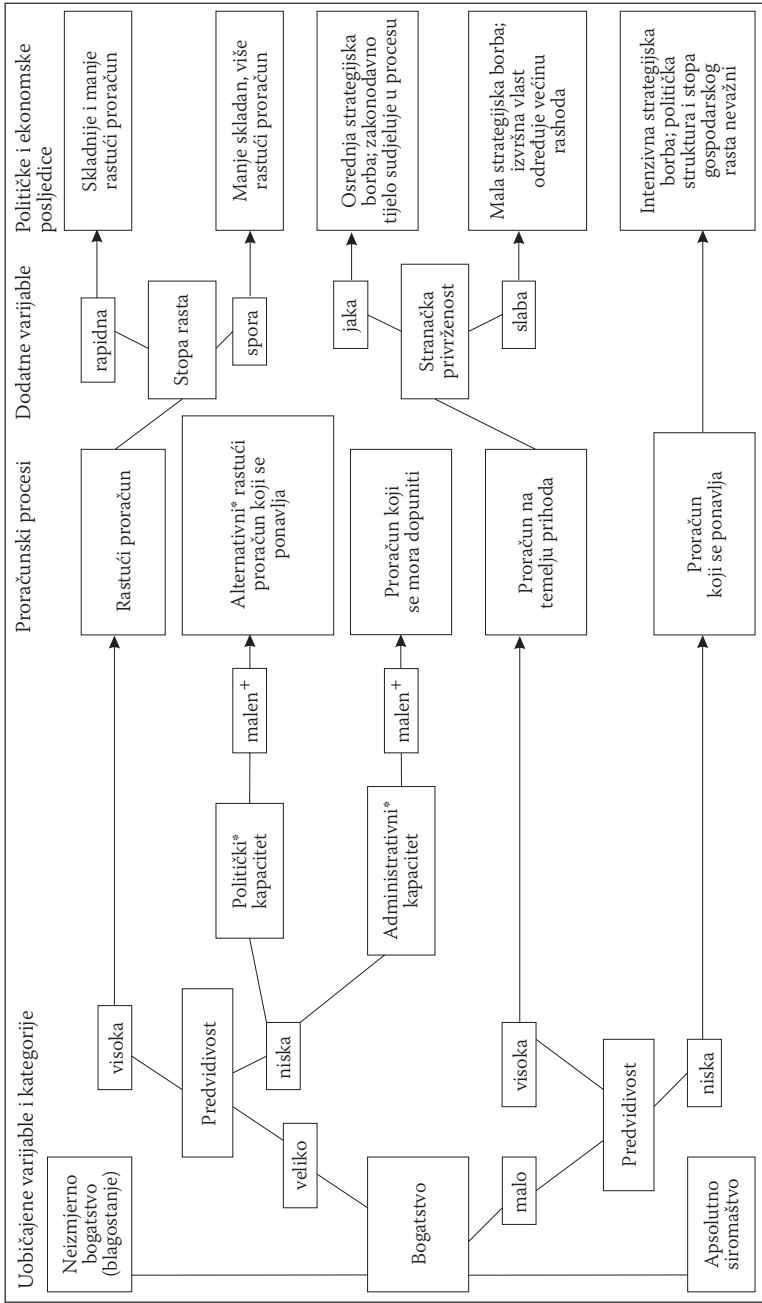 Uobičajene varijable i kategorije
Proračunski procesi
Dodatne varijable
Političke i ekonomske
posljedice
Neizmjerno
bogatstvo
(blagostanje)
visoka
Rastući proračun
rapidna
Skladnije i manje
rastući proračun
Predvidivost
Stopa rasta
veliko
niska
Politički*
kapacitet
malen+
Alternativni* rastući
proračun koji se
ponavlja
spora
Manje skladan, više
rastući proračun
Bogatstvo
Administrativni*
kapacitet
malen+
Proračun koji
se mora dopuniti
jaka
Osrednja strategijska
borba; zakonodavno
tijelo sudjeluje u procesu
Stranačka
privrženost
malo
visoka
Proračun na
temelju prihoda
slaba
Mala strategijska borba;
izvršna vlast
određuje većinu
rashoda
Predvidivost
Apsolutno
siromaštvo
niska
Proračun
koji se ponavlja
Intenzivna strategijska
borba; politička
struktura i stopa
gospodarskog
rasta nevažni